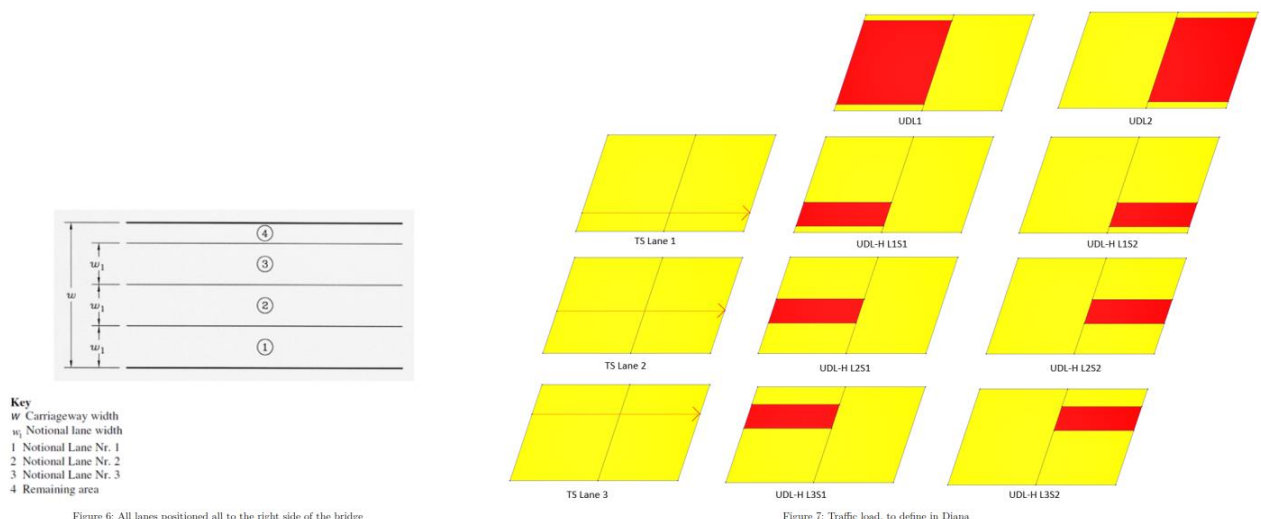 ④
③
②
①
w
w₁
w₁
w₁
Key
w Carriageway width
w₁ Notional lane width
1 Notional Lane Nr. 1
2 Notional Lane Nr. 2
3 Notional Lane Nr. 3
4 Remaining area
Figure 6: All lanes positioned all to the right side of the bridge
UDL1
UDL2
TS Lane 1
UDL-H L1S1
UDL-H L1S2
TS Lane 2
UDL-H L2S1
UDL-H L2S2
TS Lane 3
UDL-H L3S1
UDL-H L3S2
Figure 7: Traffic load, to define in Diana